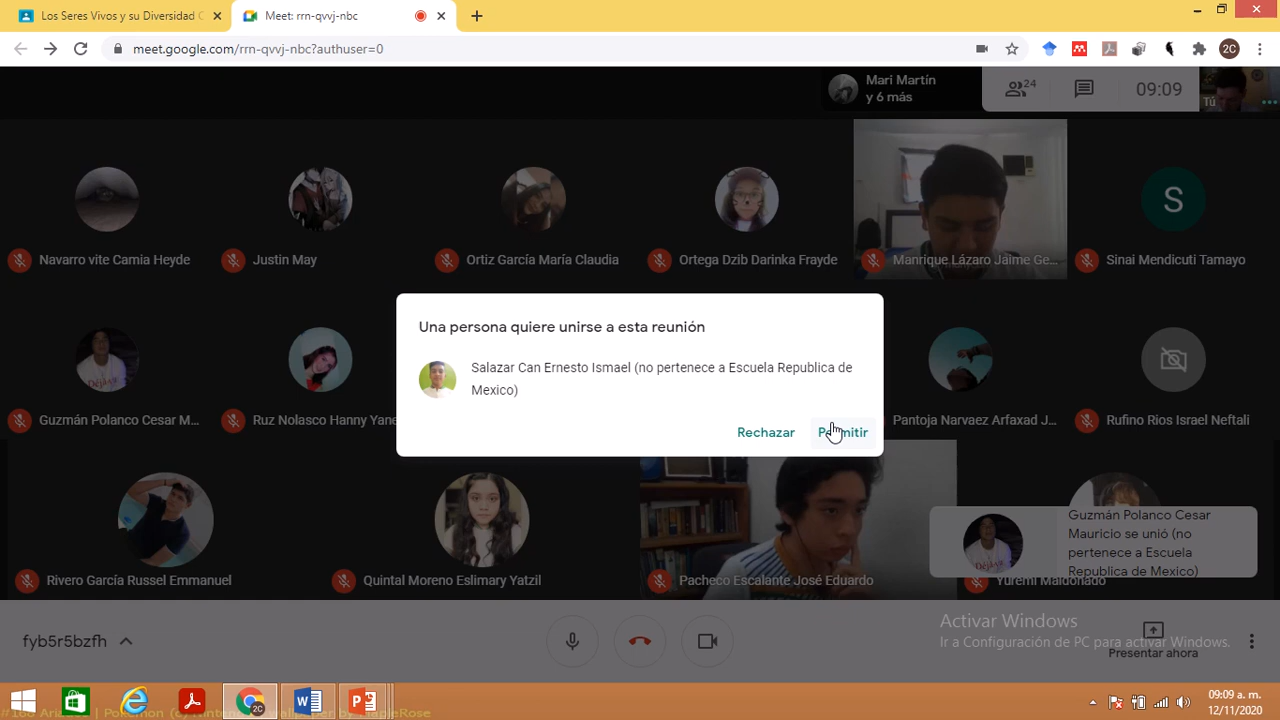 Los Seres Vivos y su Diversidad
Meet: rrn-qvvj-nbc
meet.google.com/rrn-qvvj-nbc?authuser=0
2C
Mari Martín
y 6 más
24
09:09
Tú
S
Navarro vite Camia Heyde
Justin May
Ortiz García María Claudia
Ortega Dzib Darinka Frayde
Manrique Lázaro Jaime Ge...
Sinai Mendicuti Tamayo
Una persona quiere unirse a esta reunión
Salazar Can Ernesto Ismael (no pertenece a Escuela Republica de
Mexico)
Rechazar
Permitir
Guzmán Polanco Cesar M...
Ruz Nolasco Hanny Yane
Pantoja Narvaez Arfaxad J...
Rufino Rios Israel Neftali
Guzmán Polanco Cesar
Mauricio se unió (no
pertenece a Escuela
Republica de Mexico)
Rivero García Russel Emmanuel
Quintal Moreno Eslimary Yatzil
Pacheco Escalante José Eduardo
Yuremi Maldonado
fyb5r5bzfh
Activar Windows
Ir a Configuración de PC para activar Windows.
Presentar ahora
2C
09:09 a. m.
12/11/2020